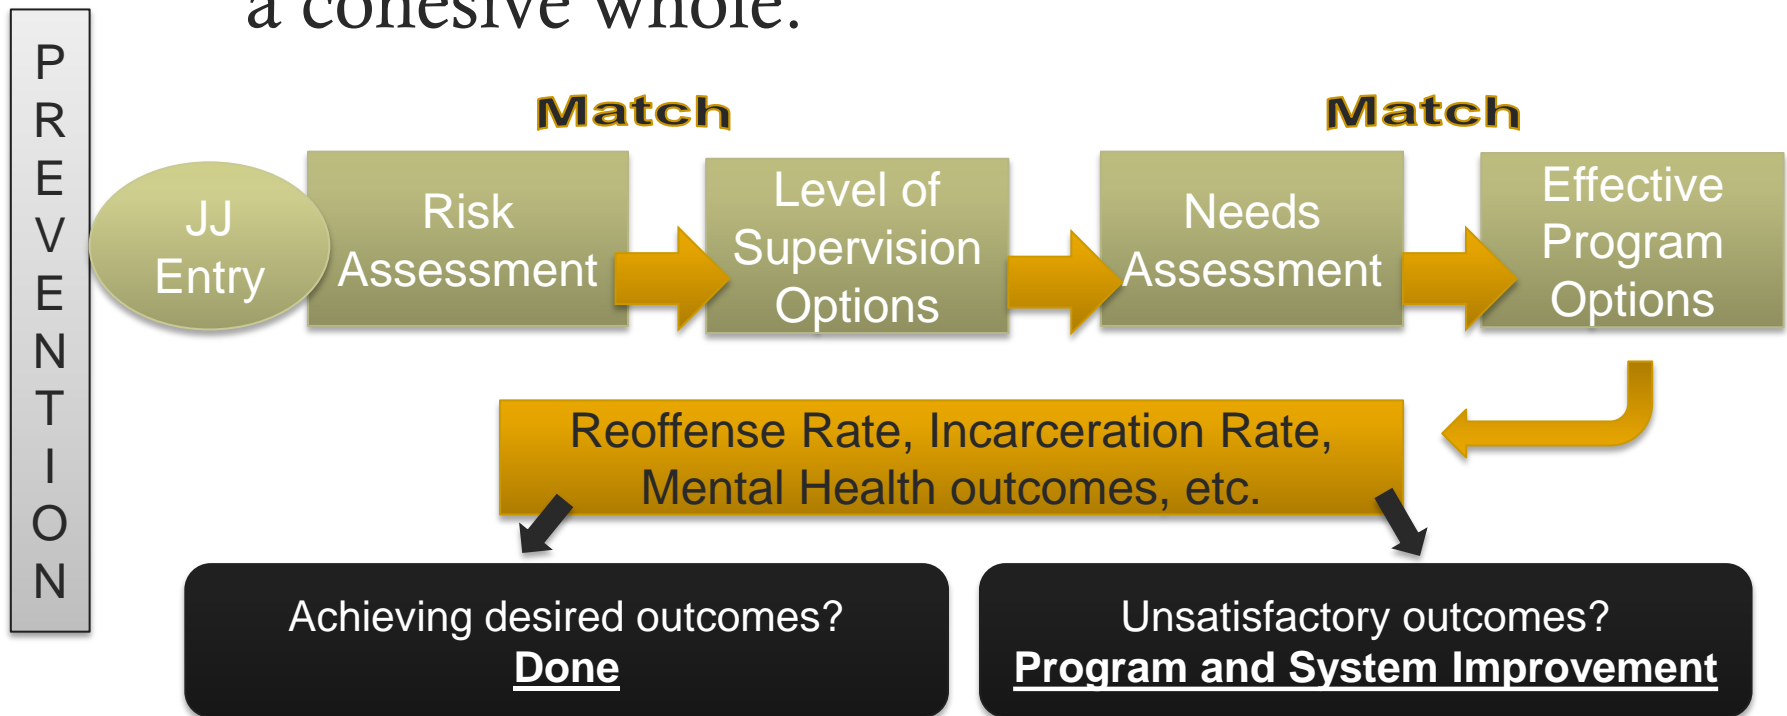 a cohesive whole.
P
R
E
V
E
N
T
I
O
N
Match
Match
JJ
Entry
Risk
Assessment
Level of
Supervision
Options
Needs
Assessment
Effective
Program
Options
Reoffense Rate, Incarceration Rate,
Mental Health outcomes, etc.
Achieving desired outcomes?
Done
Unsatisfactory outcomes?
Program and System Improvement